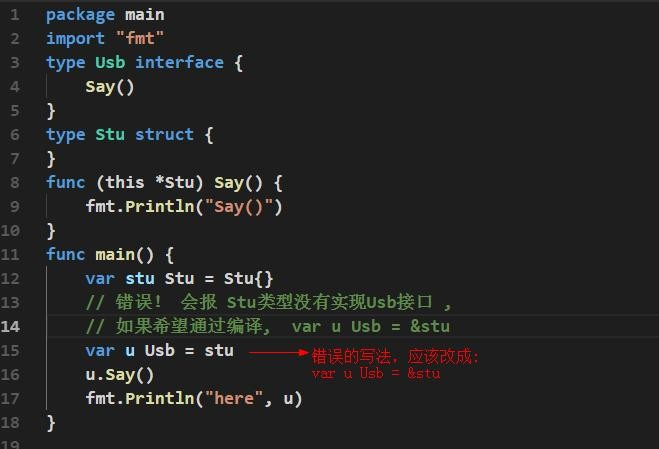 1 package main
2 import "fmt"
3 type Usb interface {
4     Say()
5 }
6 type Stu struct {
7 }
8 func (this *Stu) Say() {
9     fmt.Println("Say()")
10 }
11 func main() {
12     var stu Stu = Stu{}
13     // 错误! 会报 Stu类型没有实现Usb接口 ,
14     // 如果希望通过编译, var u Usb = &stu
15     var u Usb = stu 错误的写法，应该改成:
var u Usb = &stu
16     u.Say()
17     fmt.Println("here", u)
18 }
19